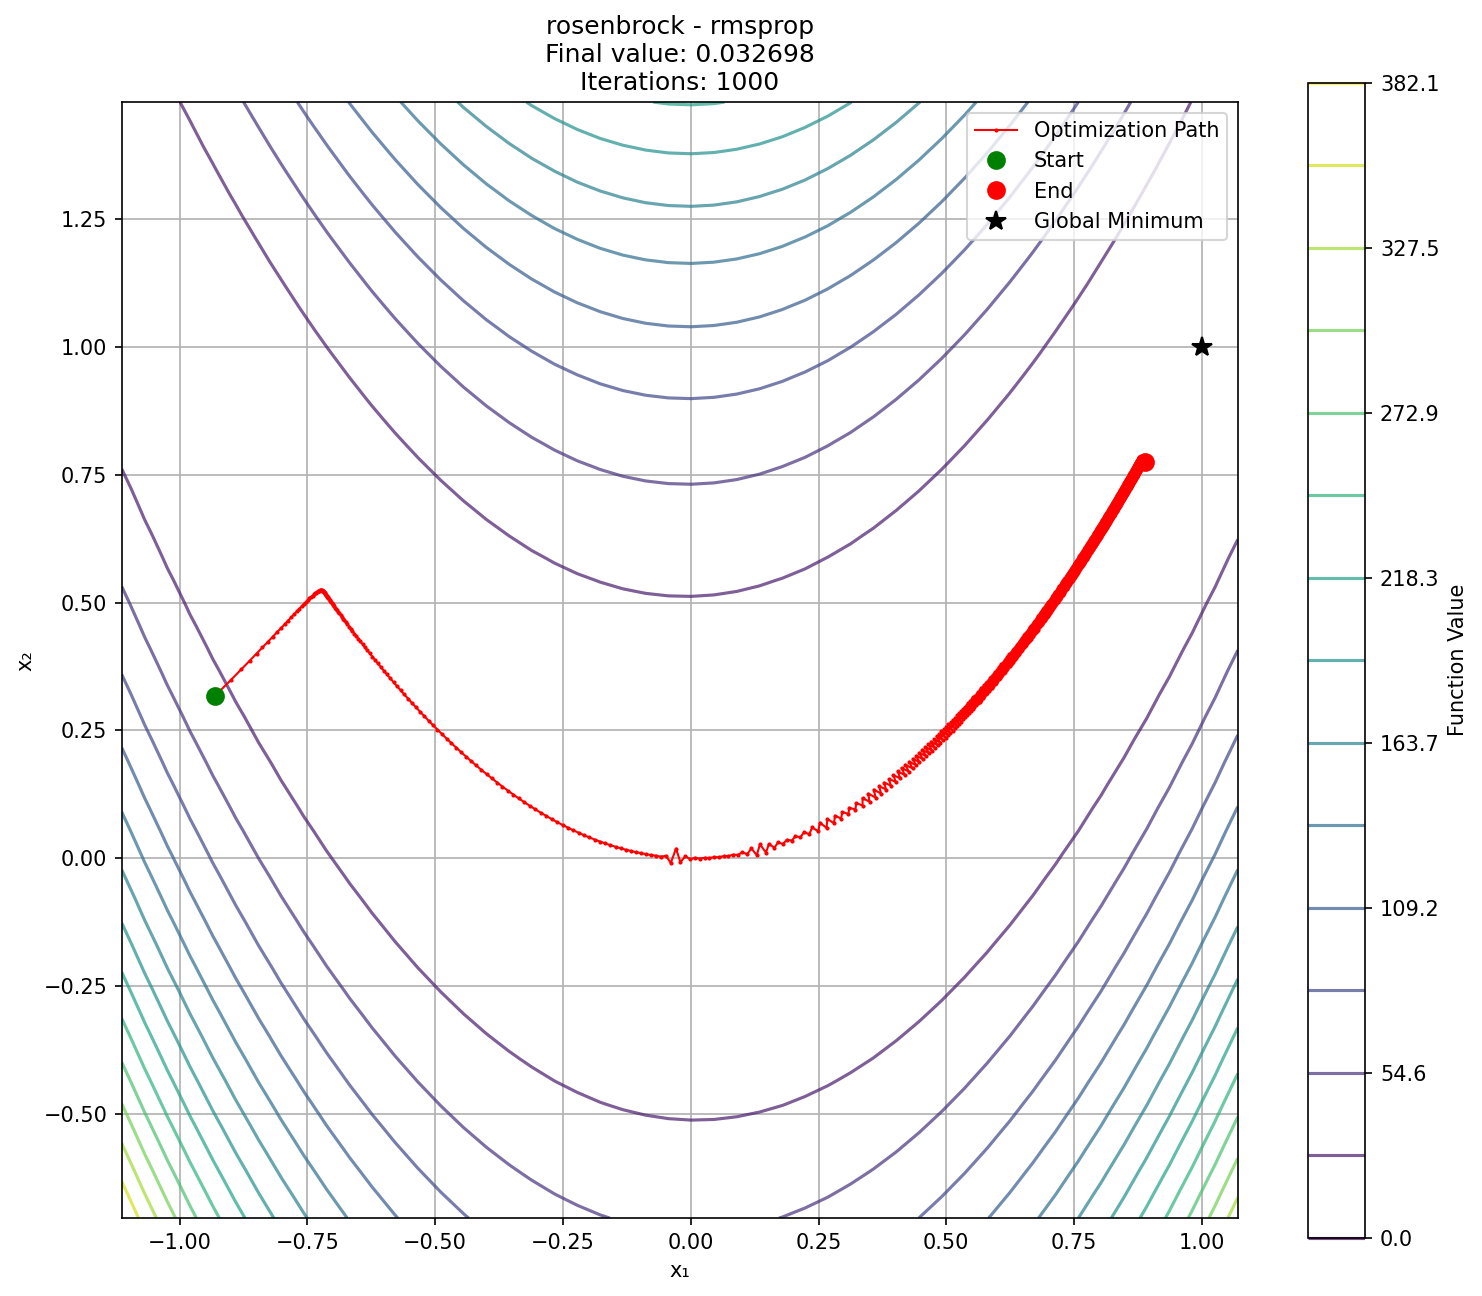 rosenbrock - rmsprop
Final value: 0.032698
Iterations: 1000
Optimization Path
Start
End
Global Minimum
1.25
1.00
0.75
0.50
0.25
0.00
−0.25
−0.50
x₂
−1.00
−0.75
−0.50
−0.25
0.00
0.25
0.50
0.75
1.00
x₁
382.1
327.5
272.9
218.3
163.7
109.2
54.6
0.0
Function Value